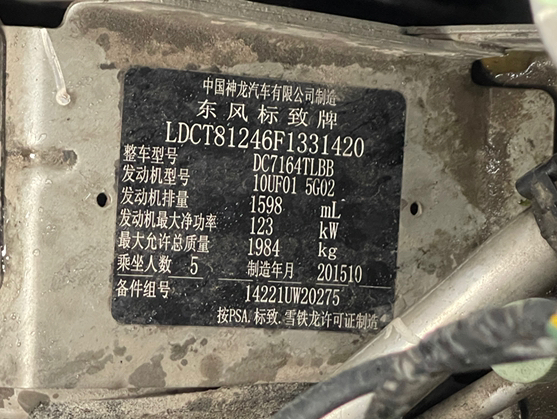 中国神龙汽车有限公司制造
东风标致牌
LDCT81246F1331420
整车型号 DC7164TLBB
发动机型号 10UF01 5G02
发动机排量 1598 mL
发动机最大净功率 123 kW
最大允许总质量 1984 kg
乘坐人数 5 制造年月 201510
备件组号 14221UW20275
按PSA.标致.雪铁龙许可证制造